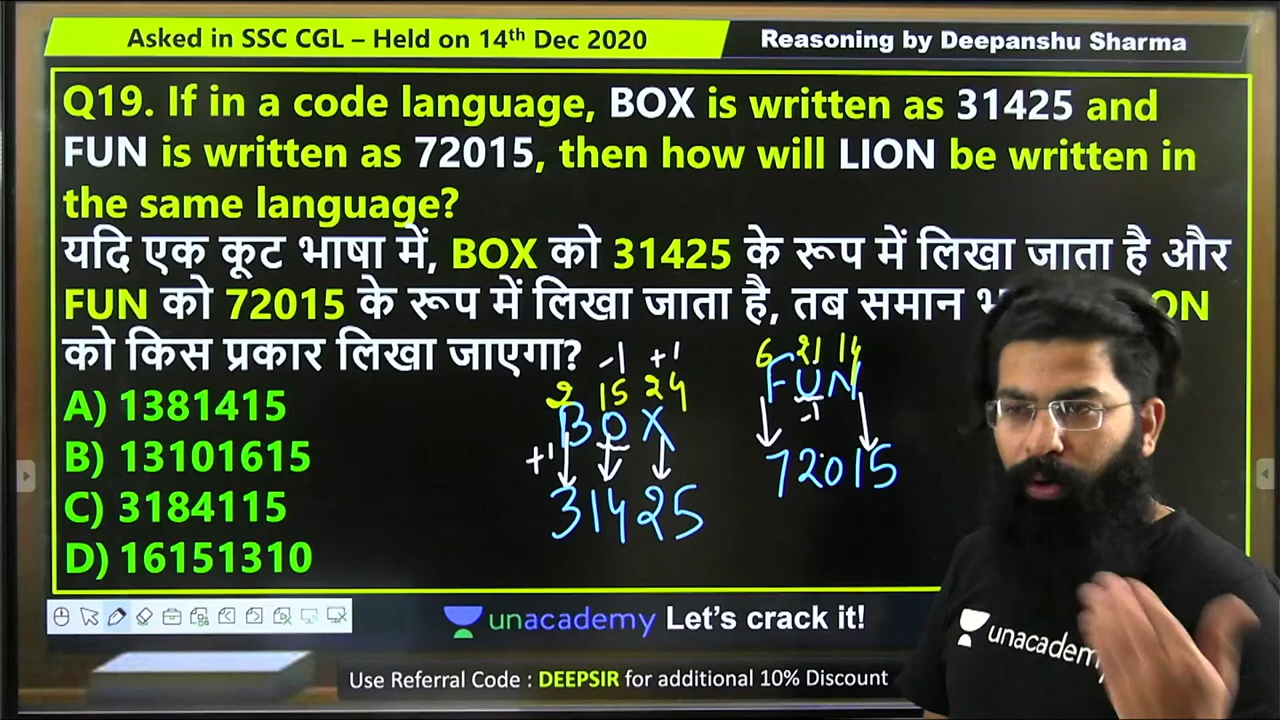 Asked in SSC CGL – Held on 14th Dec 2020
Reasoning by Deepanshu Sharma
Q19. If in a code language, BOX is written as 31425 and
FUN is written as 72015, then how will LION be written in
the same language?
यदि एक कूट भाषा में, BOX को 31425 के रूप में लिखा जाता है और
FUN को 72015 के रूप में लिखा जाता है, तब समान ON
को किस प्रकार लिखा जाएगा?
A) 1381415
B) 13101615
C) 3184115
D) 16151310
-1 +1
2 15 24
BOX
+1
31425
6 21 14
FUN
-1
72015
unacademy Let's crack it!
unacademy
Use Referral Code : DEEPSIR for additional 10% Discount